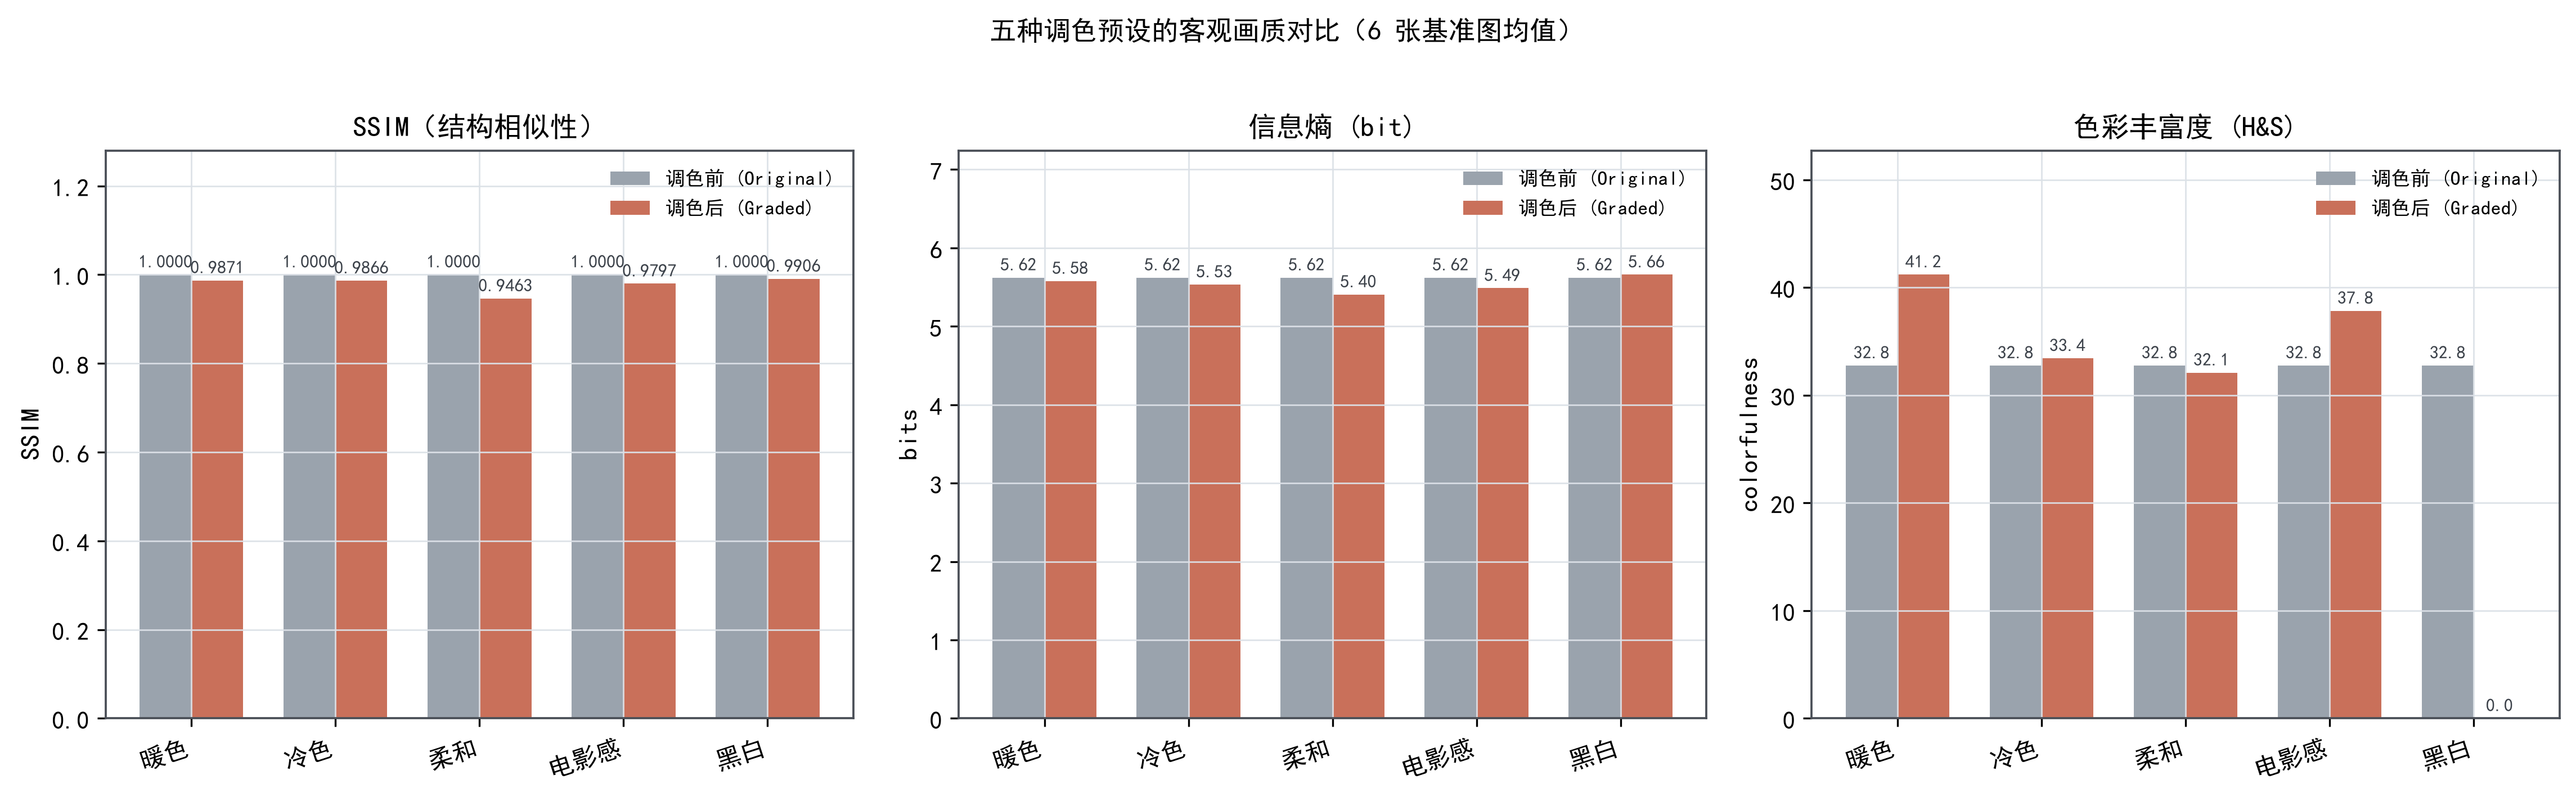 五种调色预设的客观画质对比（6 张基准图均值）
SSIM（结构相似性）
调色前 (Original)
调色后 (Graded)
1.2
1.0
0.8
0.6
0.4
0.2
0.0
SSIM
1.0000 0.9871 1.0000 0.9866 1.0000 0.9463 1.0000 0.9797 1.0000 0.9906
暖色 冷色 柔和 电影感 黑白
信息熵 (bit)
调色前 (Original)
调色后 (Graded)
7
6
5
4
3
2
1
0
bits
5.62 5.58 5.62 5.53 5.62 5.40 5.62 5.49 5.62 5.66
暖色 冷色 柔和 电影感 黑白
色彩丰富度 (H&S)
调色前 (Original)
调色后 (Graded)
50
40
30
20
10
0
colorfulness
32.8 41.2 32.8 33.4 32.8 32.1 32.8 37.8 32.8 0.0
暖色 冷色 柔和 电影感 黑白